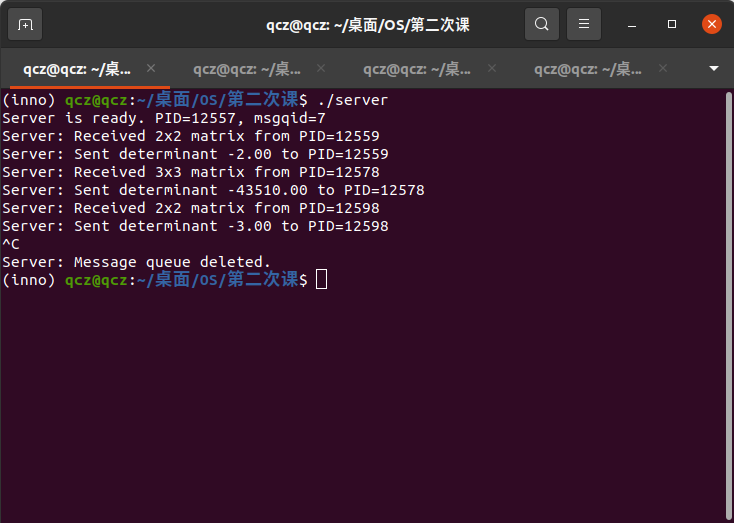 qcz@qcz: ~/桌面/OS/第二次课
qcz@qcz: ~/桌... qcz@qcz: ~/桌... qcz@qcz: ~/桌... qcz@qcz: ~/桌...
(inno) qcz@qcz:~/桌面/OS/第二次课$ ./server
Server is ready. PID=12557, msgqid=7
Server: Received 2x2 matrix from PID=12559
Server: Sent determinant -2.00 to PID=12559
Server: Received 3x3 matrix from PID=12578
Server: Sent determinant -43510.00 to PID=12578
Server: Received 2x2 matrix from PID=12598
Server: Sent determinant -3.00 to PID=12598
^C
Server: Message queue deleted.
(inno) qcz@qcz:~/桌面/OS/第二次课$